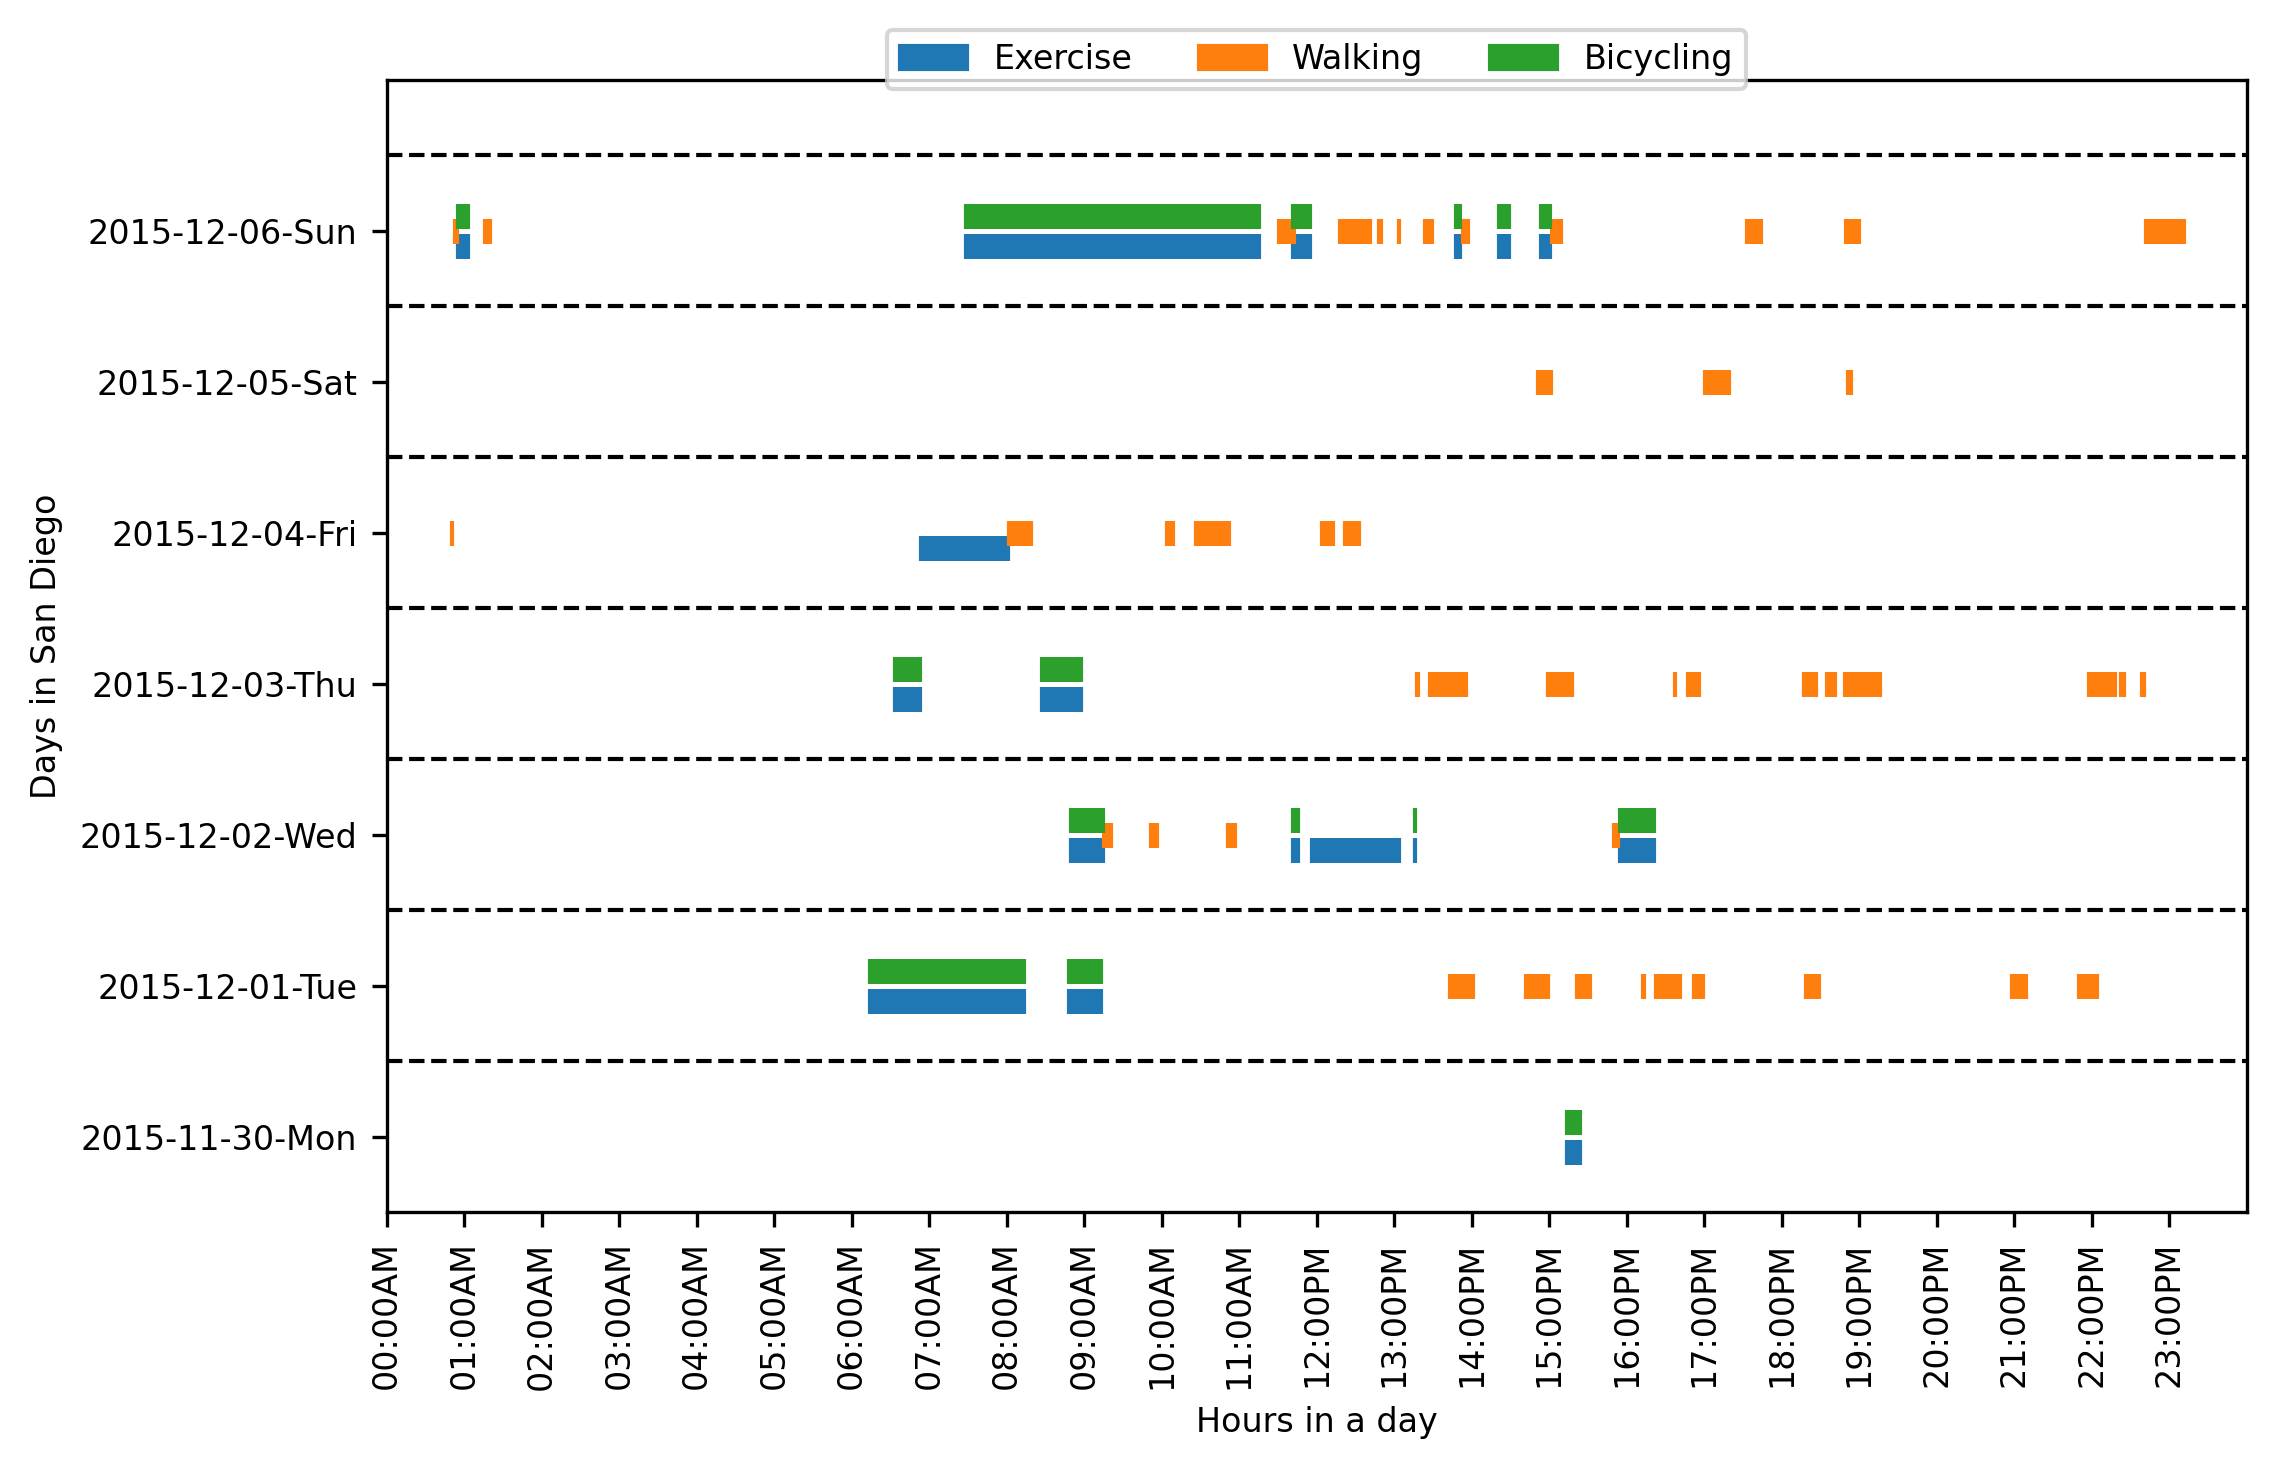 Exercise Walking Bicycling
2015-12-06-Sun
2015-12-05-Sat
2015-12-04-Fri
2015-12-03-Thu
2015-12-02-Wed
2015-12-01-Tue
2015-11-30-Mon
Days in San Diego
00:00AM
01:00AM
02:00AM
03:00AM
04:00AM
05:00AM
06:00AM
07:00AM
08:00AM
09:00AM
10:00AM
11:00AM
12:00PM
13:00PM
14:00PM
15:00PM
16:00PM
17:00PM
18:00PM
19:00PM
20:00PM
21:00PM
22:00PM
23:00PM
Hours in a day